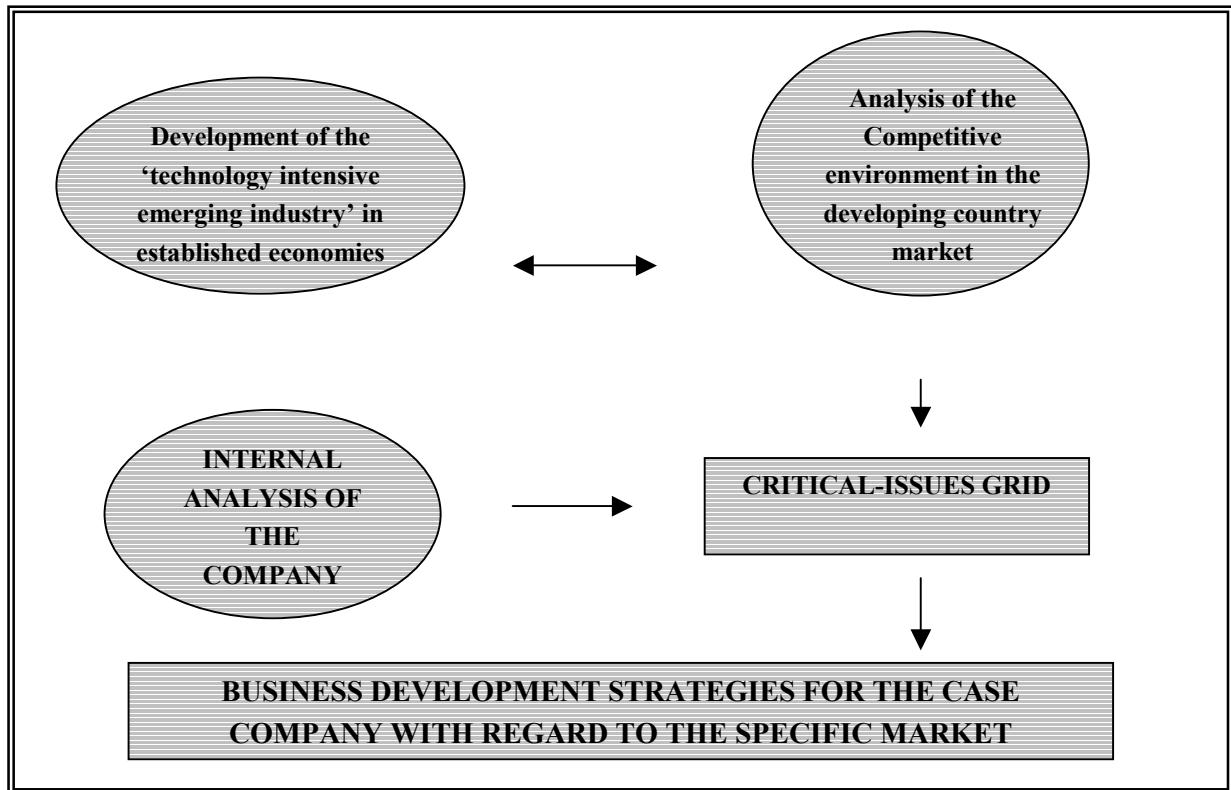 Development of the
‘technology intensive
emerging industry’ in
established economies
Analysis of the
Competitive
environment in the
developing country
market
INTERNAL
ANALYSIS OF
THE
COMPANY
CRITICAL-ISSUES GRID
BUSINESS DEVELOPMENT STRATEGIES FOR THE CASE
COMPANY WITH REGARD TO THE SPECIFIC MARKET